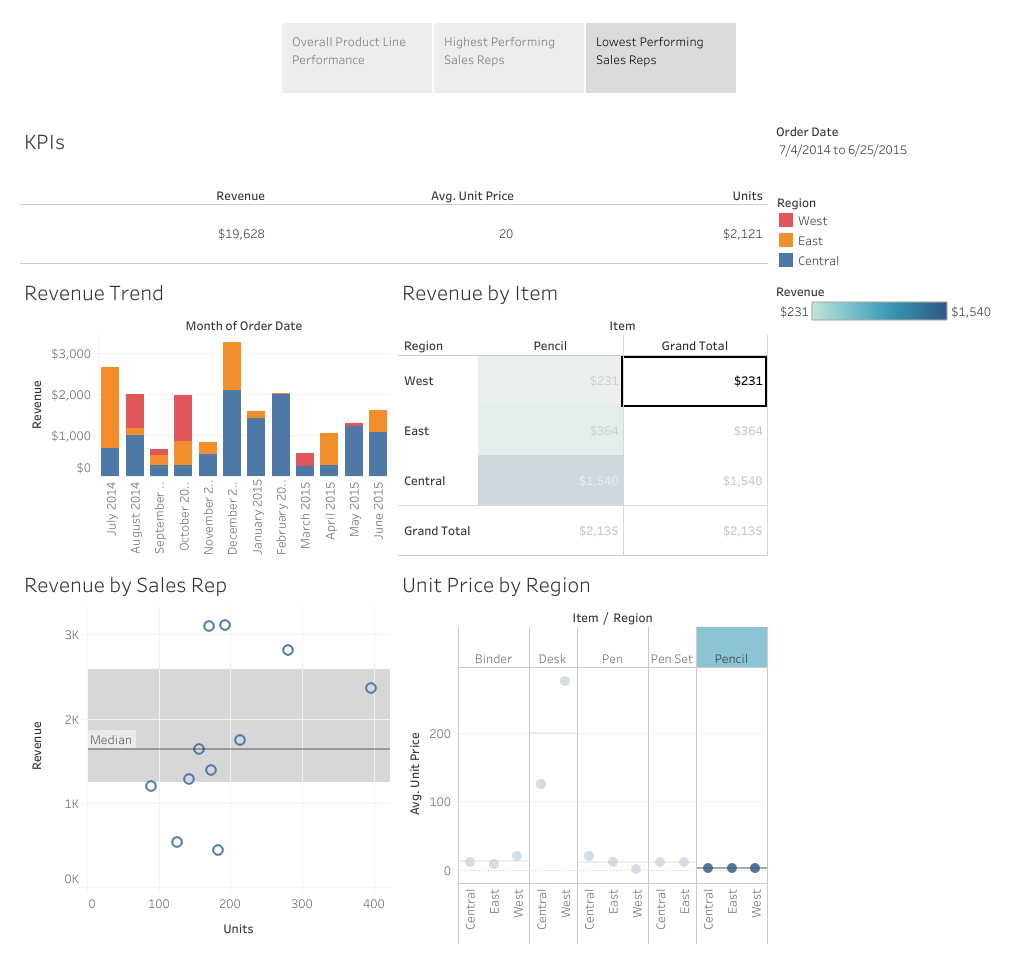 Overall Product Line
Performance
Highest Performing
Sales Reps
Lowest Performing
Sales Reps
KPIs
Revenue Avg. Unit Price Units
$19,628 20 $2,121
Order Date
7/4/2014 to 6/25/2015
Region
West
East
Central
Revenue
$231 $1,540
Revenue Trend
Month of Order Date
Revenue
$3,000
$2,000
$1,000
$0
July 2014
August 2014
September ..
October 20..
November 2..
December 2..
January 2015
February 20..
March 2015
April 2015
May 2015
June 2015
Revenue by Item
Item
Region Pencil Grand Total
West $231 $231
East $364 $364
Central $1,540 $1,540
Grand Total $2,135 $2,135
Revenue by Sales Rep
Revenue
3K
2K
Median
1K
0K
0 100 200 300 400
Units
Unit Price by Region
Item / Region
Binder Desk Pen Pen Set Pencil
Avg. Unit Price
200
100
0
Central
East
West
Central
West
Central
East
West
Central
East
Central
East
West